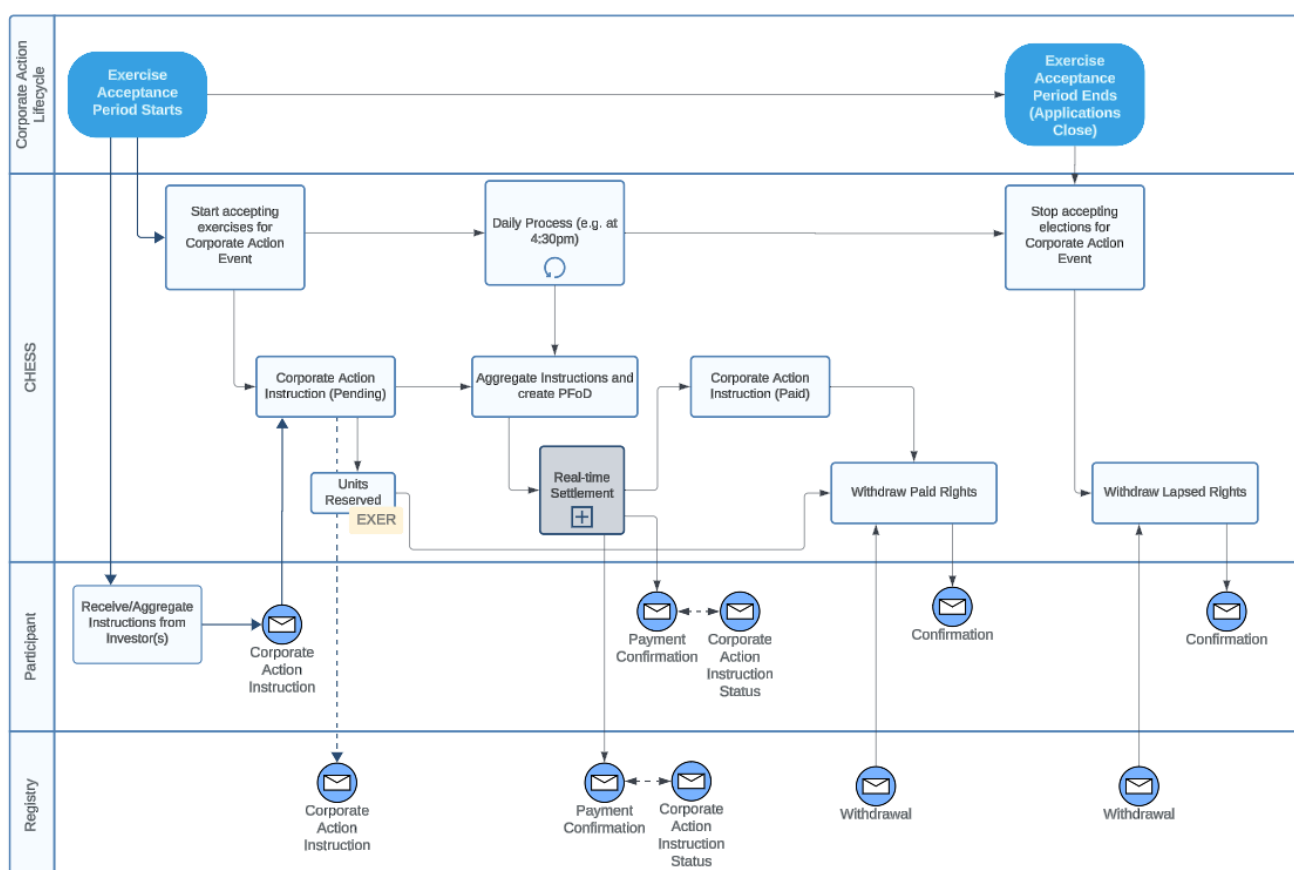 Corporate Action
Lifecycle
Exercise
Acceptance
Period Starts
Exercise
Acceptance
Period Ends
(Applications
Close)
CHESS
Start accepting
exercises for
Corporate Action
Event
Daily Process (e.g. at
4:30pm)
Stop accepting
elections for
Corporate Action
Event
Corporate Action
Instruction (Pending)
Aggregate Instructions and
create PFoD
Corporate Action
Instruction (Paid)
Units
Reserved
EXER
Real-time
Settlement
Withdraw Paid Rights
Withdraw Lapsed Rights
Participant
Receive/Aggregate
Instructions from
Investor(s)
Corporate
Action
Instruction
Payment
Confirmation
Corporate
Action
Instruction
Status
Confirmation
Confirmation
Registry
Corporate
Action
Instruction
Payment
Confirmation
Corporate
Action
Instruction
Status
Withdrawal
Withdrawal